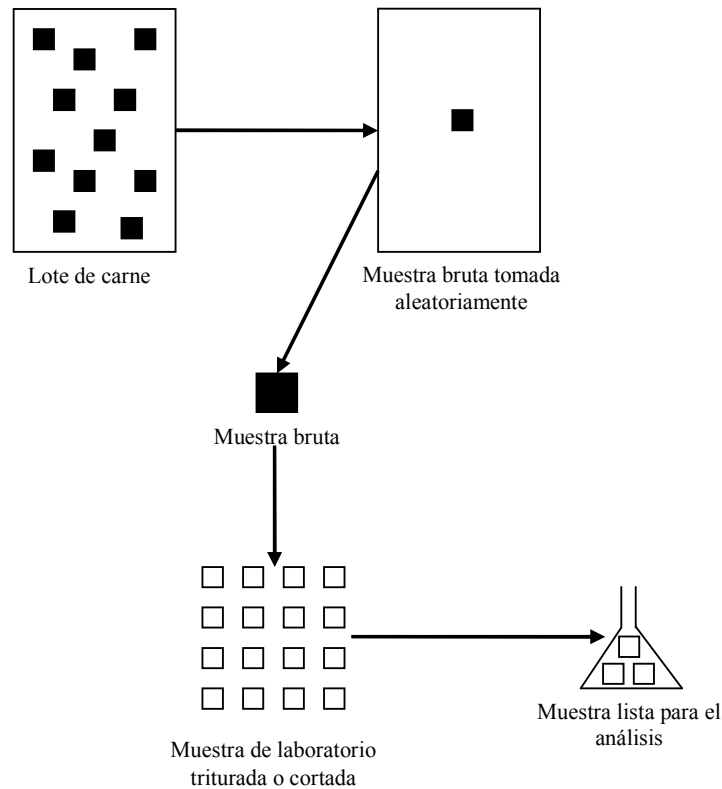 Lote de carne
Muestra bruta tomada
aleatoriamente
Muestra bruta
Muestra de laboratorio
triturada o cortada
Muestra lista para el
análisis